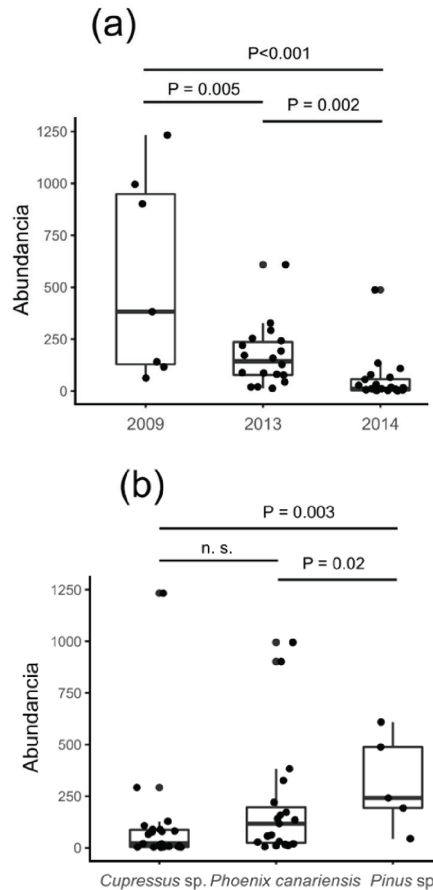 (a)
P<0.001
P = 0.005
P = 0.002
1250
1000
750
500
250
0
Abundancia
2009
2013
2014
(b)
P = 0.003
n. s.
P = 0.02
1250
1000
750
500
250
0
Abundancia
Cupressus sp. Phoenix canariensis Pinus sp